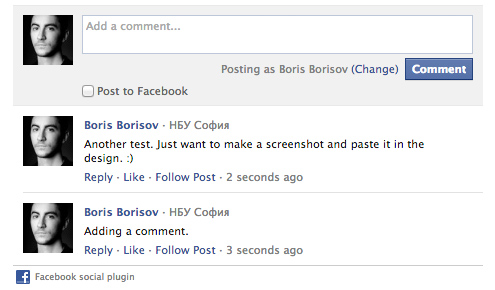 Add a comment...
Posting as Boris Borisov (Change) Comment
Post to Facebook
Boris Borisov · НБУ София
Another test. Just want to make a screenshot and paste it in the
design. :)
Reply · Like · Follow Post · 2 seconds ago
Boris Borisov · НБУ София
Adding a comment.
Reply · Like · Follow Post · 3 seconds ago
Facebook social plugin